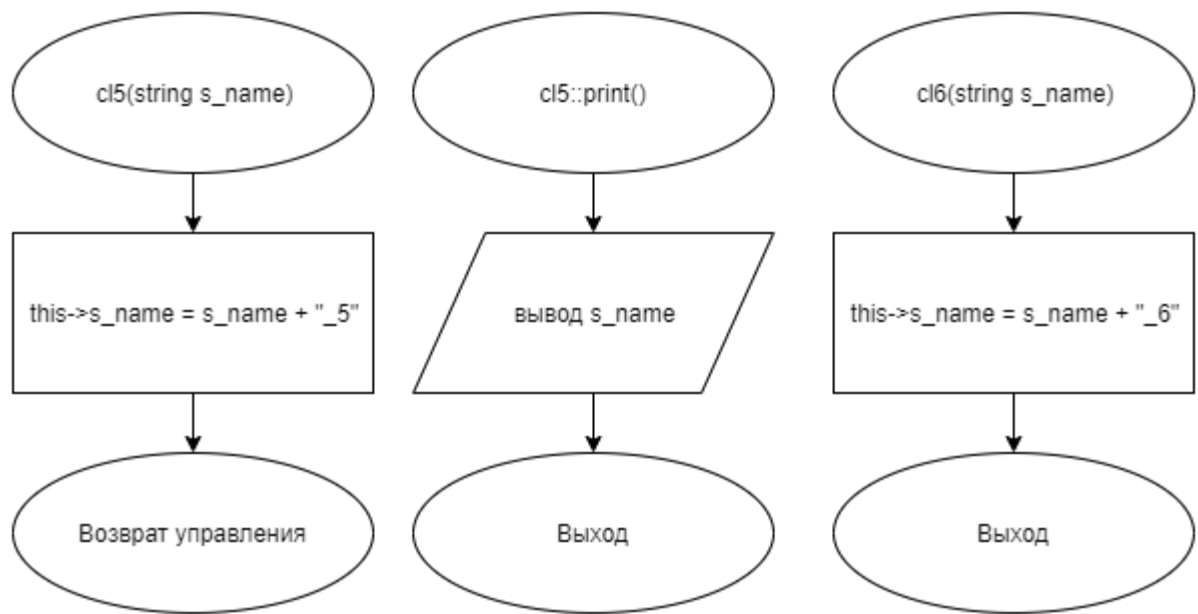 cl5(string s_name)
cl5::print()
cl6(string s_name)
this->s_name = s_name + "_5"
вывод s_name
this->s_name = s_name + "_6"
Возврат управления
Выход
Выход